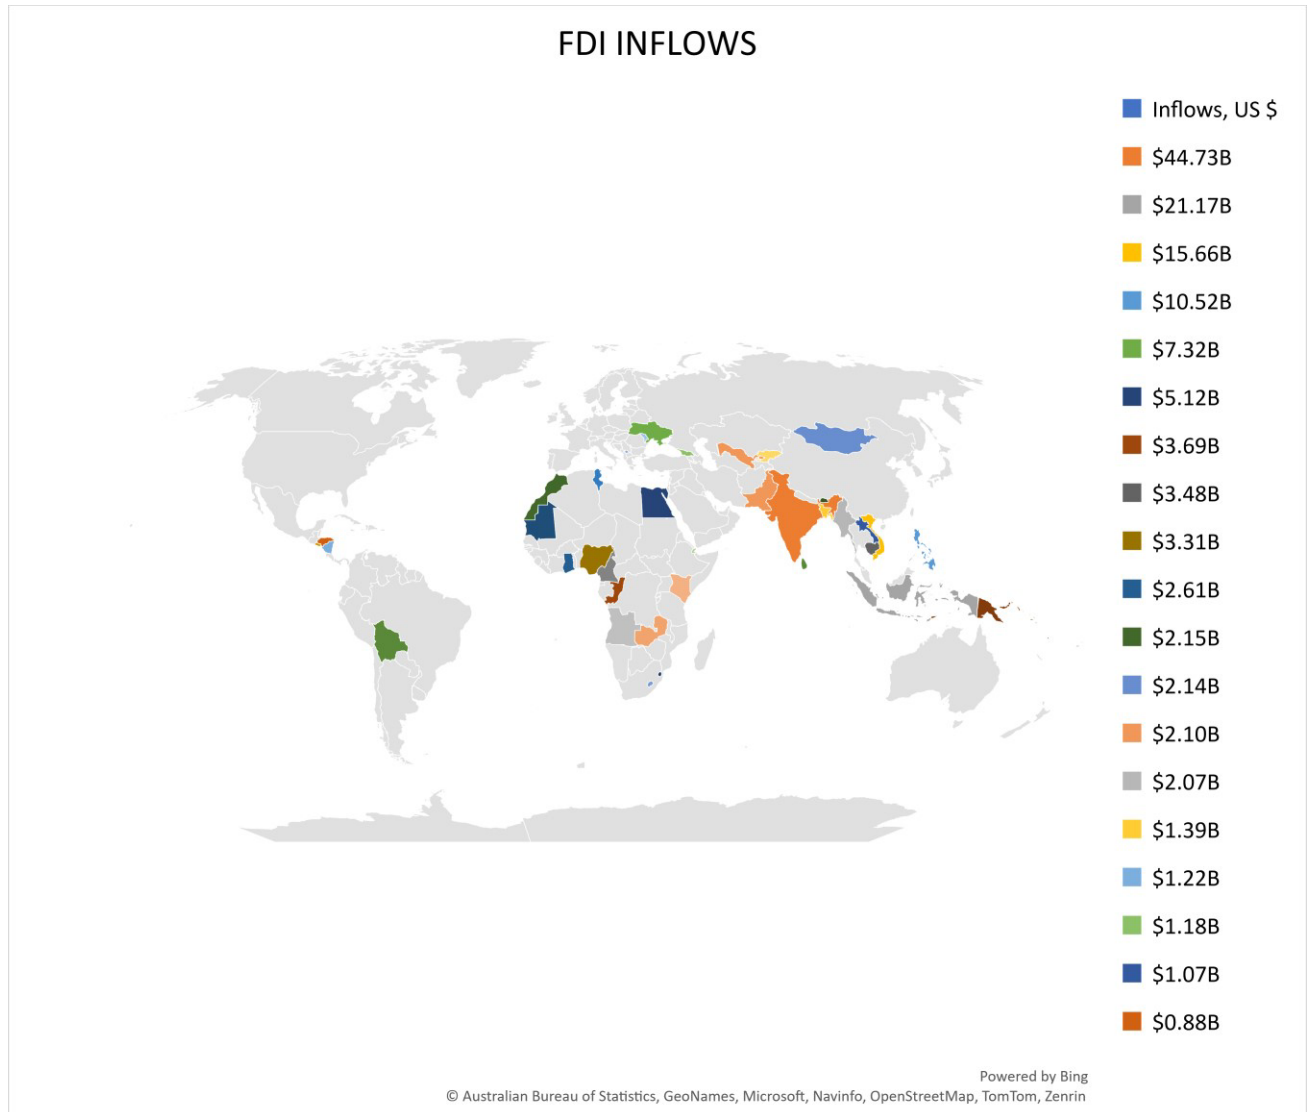 FDI INFLOWS
Inflows, US $
$44.73B
$21.17B
$15.66B
$10.52B
$7.32B
$5.12B
$3.69B
$3.48B
$3.31B
$2.61B
$2.15B
$2.14B
$2.10B
$2.07B
$1.39B
$1.22B
$1.18B
$1.07B
$0.88B
Powered by Bing
© Australian Bureau of Statistics, GeoNames, Microsoft, Navinfo, OpenStreetMap, TomTom, Zenrin